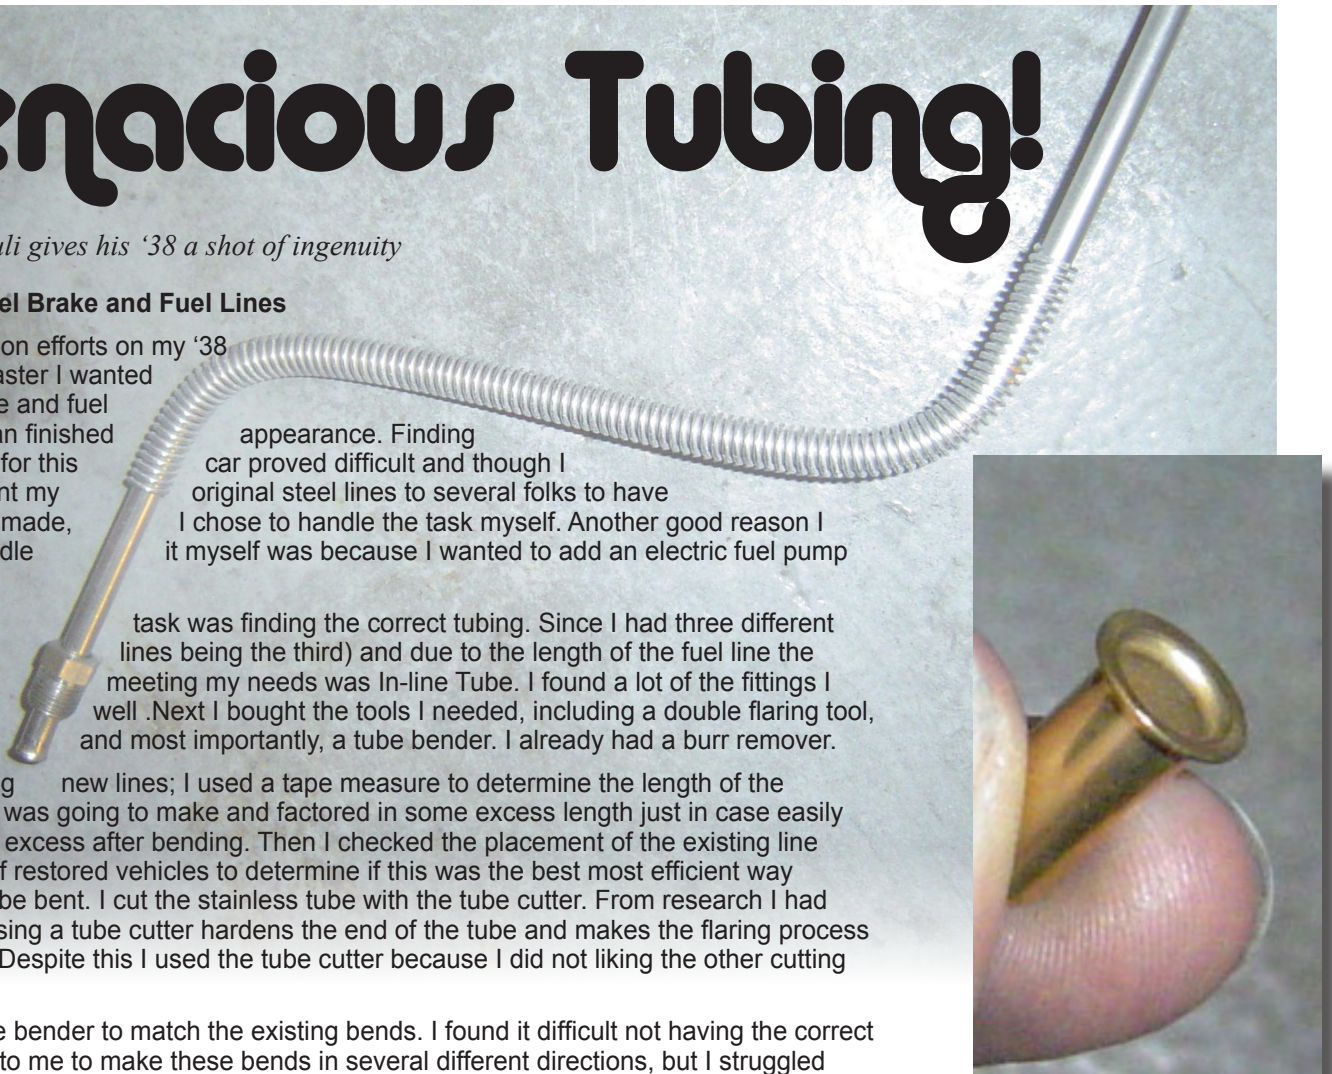 enacious Tubing!
uli gives his ‘38 a shot of ingenuity
el Brake and Fuel Lines
on efforts on my ‘38
aster I wanted
e and fuel
an finished appearance. Finding
for this car proved difficult and though I
nt my original steel lines to several folks to have
made, I chose to handle the task myself. Another good reason I
dle it myself was because I wanted to add an electric fuel pump
task was finding the correct tubing. Since I had three different
lines being the third) and due to the length of the fuel line the
meeting my needs was In-line Tube. I found a lot of the fittings I
well .Next I bought the tools I needed, including a double flaring tool,
and most importantly, a tube bender. I already had a burr remover.
g new lines; I used a tape measure to determine the length of the
was going to make and factored in some excess length just in case easily
excess after bending. Then I checked the placement of the existing line
f restored vehicles to determine if this was the best most efficient way
be bent. I cut the stainless tube with the tube cutter. From research I had
sing a tube cutter hardens the end of the tube and makes the flaring process
Despite this I used the tube cutter because I did not liking the other cutting
e bender to match the existing bends. I found it difficult not having the correct
to me to make these bends in several different directions, but I struggled